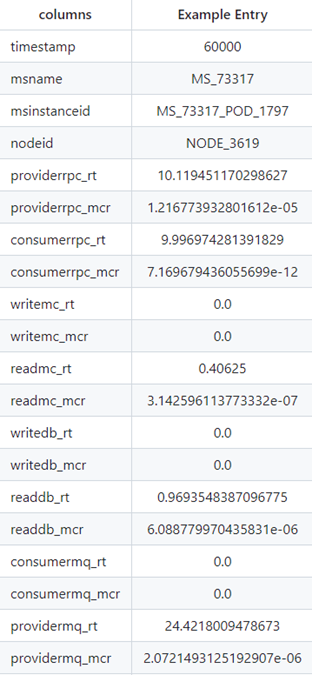 columns Example Entry
timestamp 60000
msname MS_73317
msinstanceid MS_73317_POD_1797
nodeid NODE_3619
providerrpc_rt 10.119451170298627
providerrpc_mcr 1.216773932801612e-05
consumerrpc_rt 9.996974281391829
consumerrpc_mcr 7.169679436055699e-12
writemc_rt 0.0
writemc_mcr 0.0
readmc_rt 0.40625
readmc_mcr 3.142596113773332e-07
writedb_rt 0.0
writedb_mcr 0.0
readdb_rt 0.9693548387096775
readdb_mcr 6.088779970435831e-06
consumermq_rt 0.0
consumermq_mcr 0.0
providermq_rt 24.4218009478673
providermq_mcr 2.0721493125192907e-06